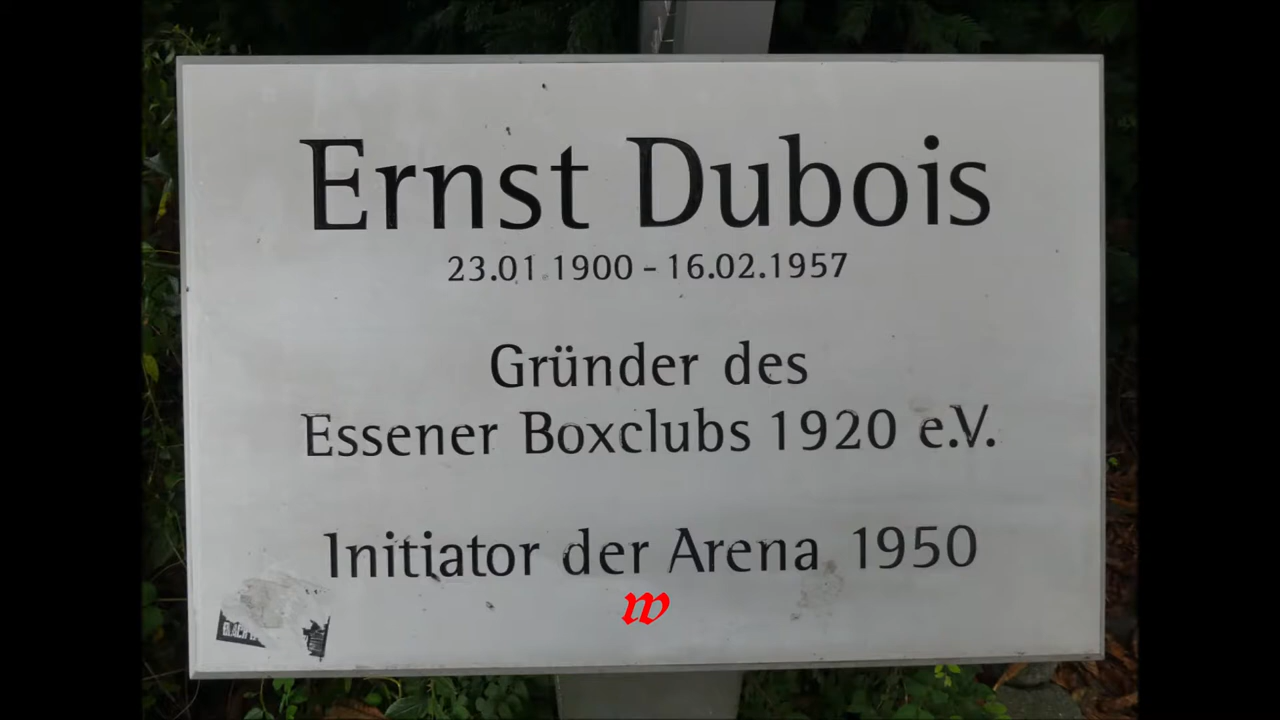 Ernst Dubois
23.01.1900 - 16.02.1957
Gründer des
Essener Boxclubs 1920 e.V.
Initiator der Arena 1950
w